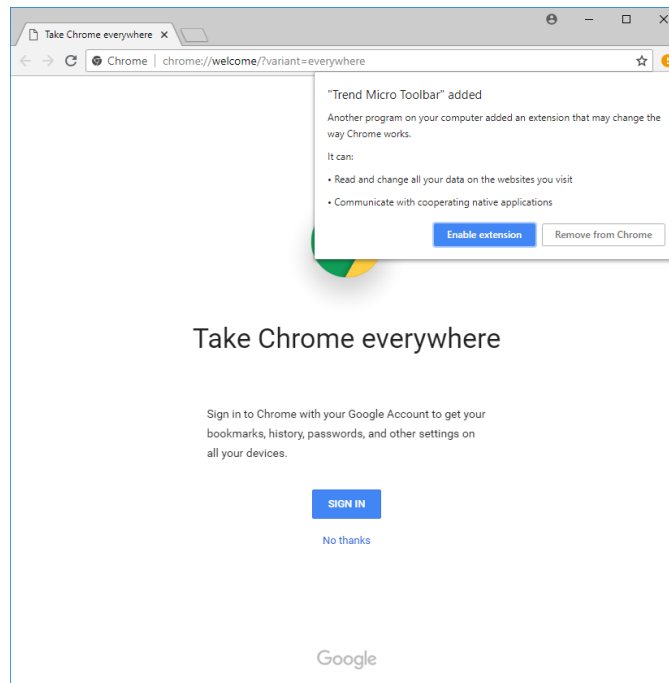 Take Chrome everywhere
Chrome | chrome://welcome/?variant=everywhere
"Trend Micro Toolbar" added
Another program on your computer added an extension that may change the
way Chrome works.
It can:
• Read and change all your data on the websites you visit
• Communicate with cooperating native applications
Enable extension Remove from Chrome
Take Chrome everywhere
Sign in to Chrome with your Google Account to get your
bookmarks, history, passwords, and other settings on
all your devices.
SIGN IN
No thanks
Google